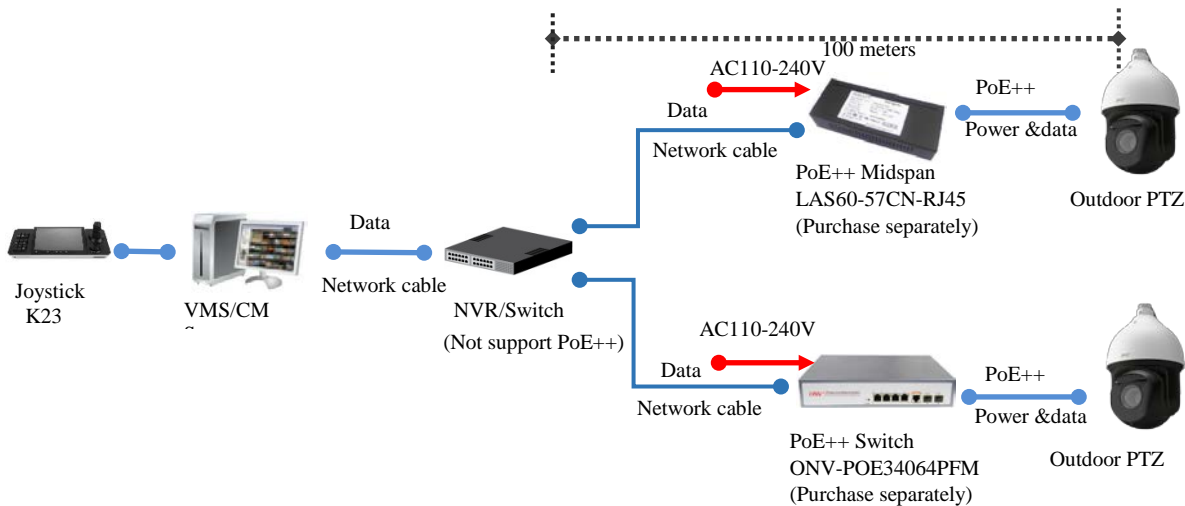 100 meters
AC110-240V
Data
Network cable
PoE++
Power &data
PoE++ Midspan
LAS60-57CN-RJ45
(Purchase separately)
Outdoor PTZ
Joystick
K23
VMS/CM
Data
Network cable
NVR/Switch
(Not support PoE++)
AC110-240V
Data
Network cable
PoE++
Power &data
PoE++ Switch
ONV-POE34064PFM
(Purchase separately)
Outdoor PTZ